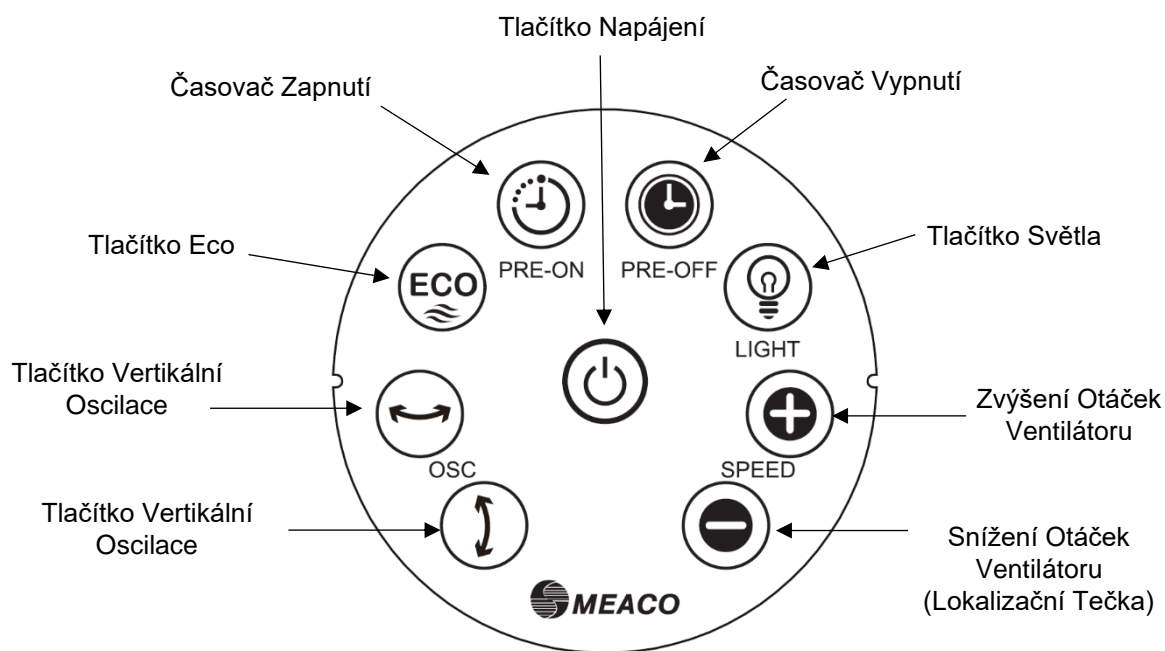 Tlačítko Napájení
Časovač Zapnutí
Časovač Vypnutí
Tlačítko Eco
Tlačítko Světla
PRE-ON
PRE-OFF
ECO
LIGHT
Tlačítko Vertikální
Oscilace
Zvýšení Otáček
Ventilátoru
OSC
SPEED
Tlačítko Vertikální
Oscilace
Snížení Otáček
Ventilátoru
(Lokalizační Tečka)
MEACO